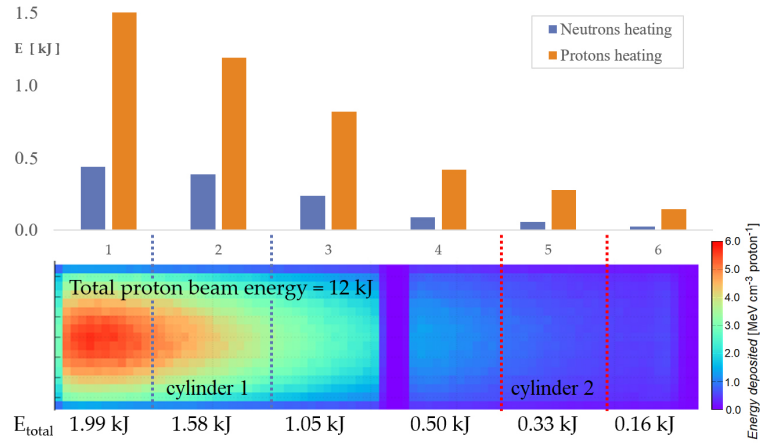 1.5
E [ kJ]
1.0
0.5
0.0
Neutrons heating
Protons heating
1 2 3 4 5 6
Total proton beam energy = 12 kJ
cylinder 1
cylinder 2
6.0
5.0
4.0
3.0
2.0
1.0
0.0
Energy deposited [MeV cm⁻³ proton⁻¹]
Etotal 1.99 kJ 1.58 kJ 1.05 kJ 0.50 kJ 0.33 kJ 0.16 kJ